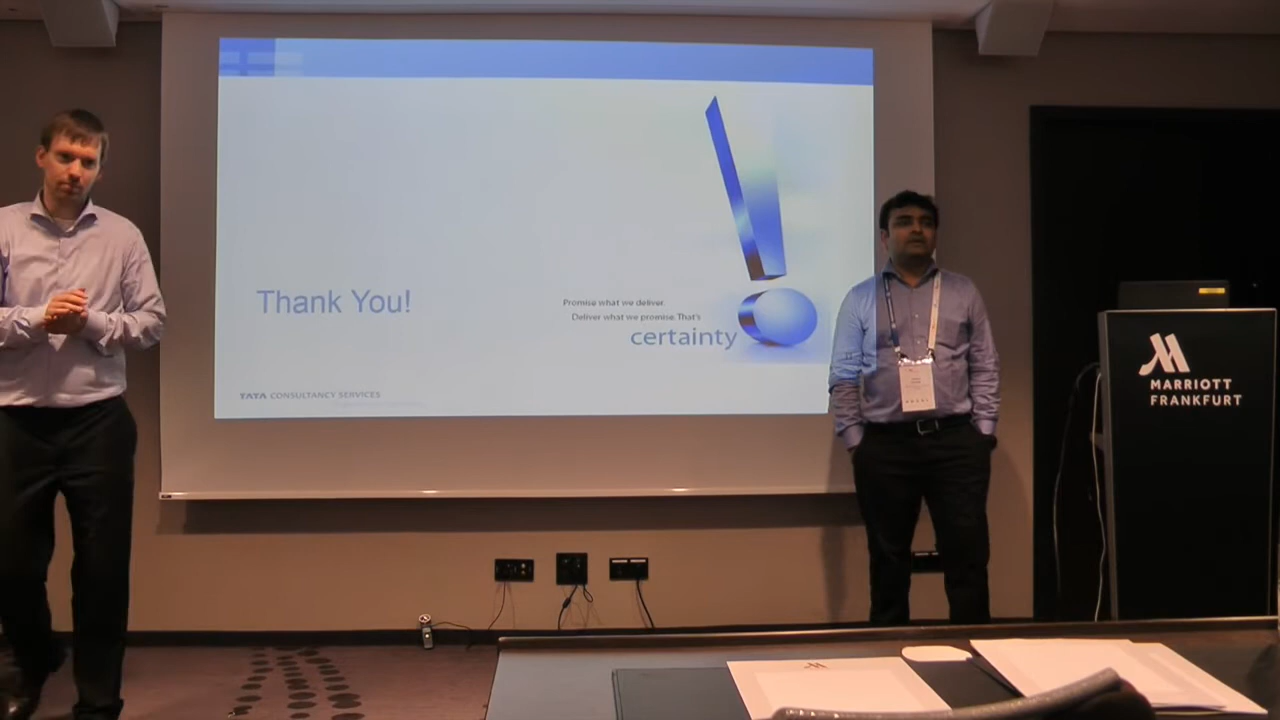 Thank You!
Promise what we deliver.
Deliver what we promise. That's
certainty
TATA CONSULTANCY SERVICES
MARRIOTT
FRANKFURT